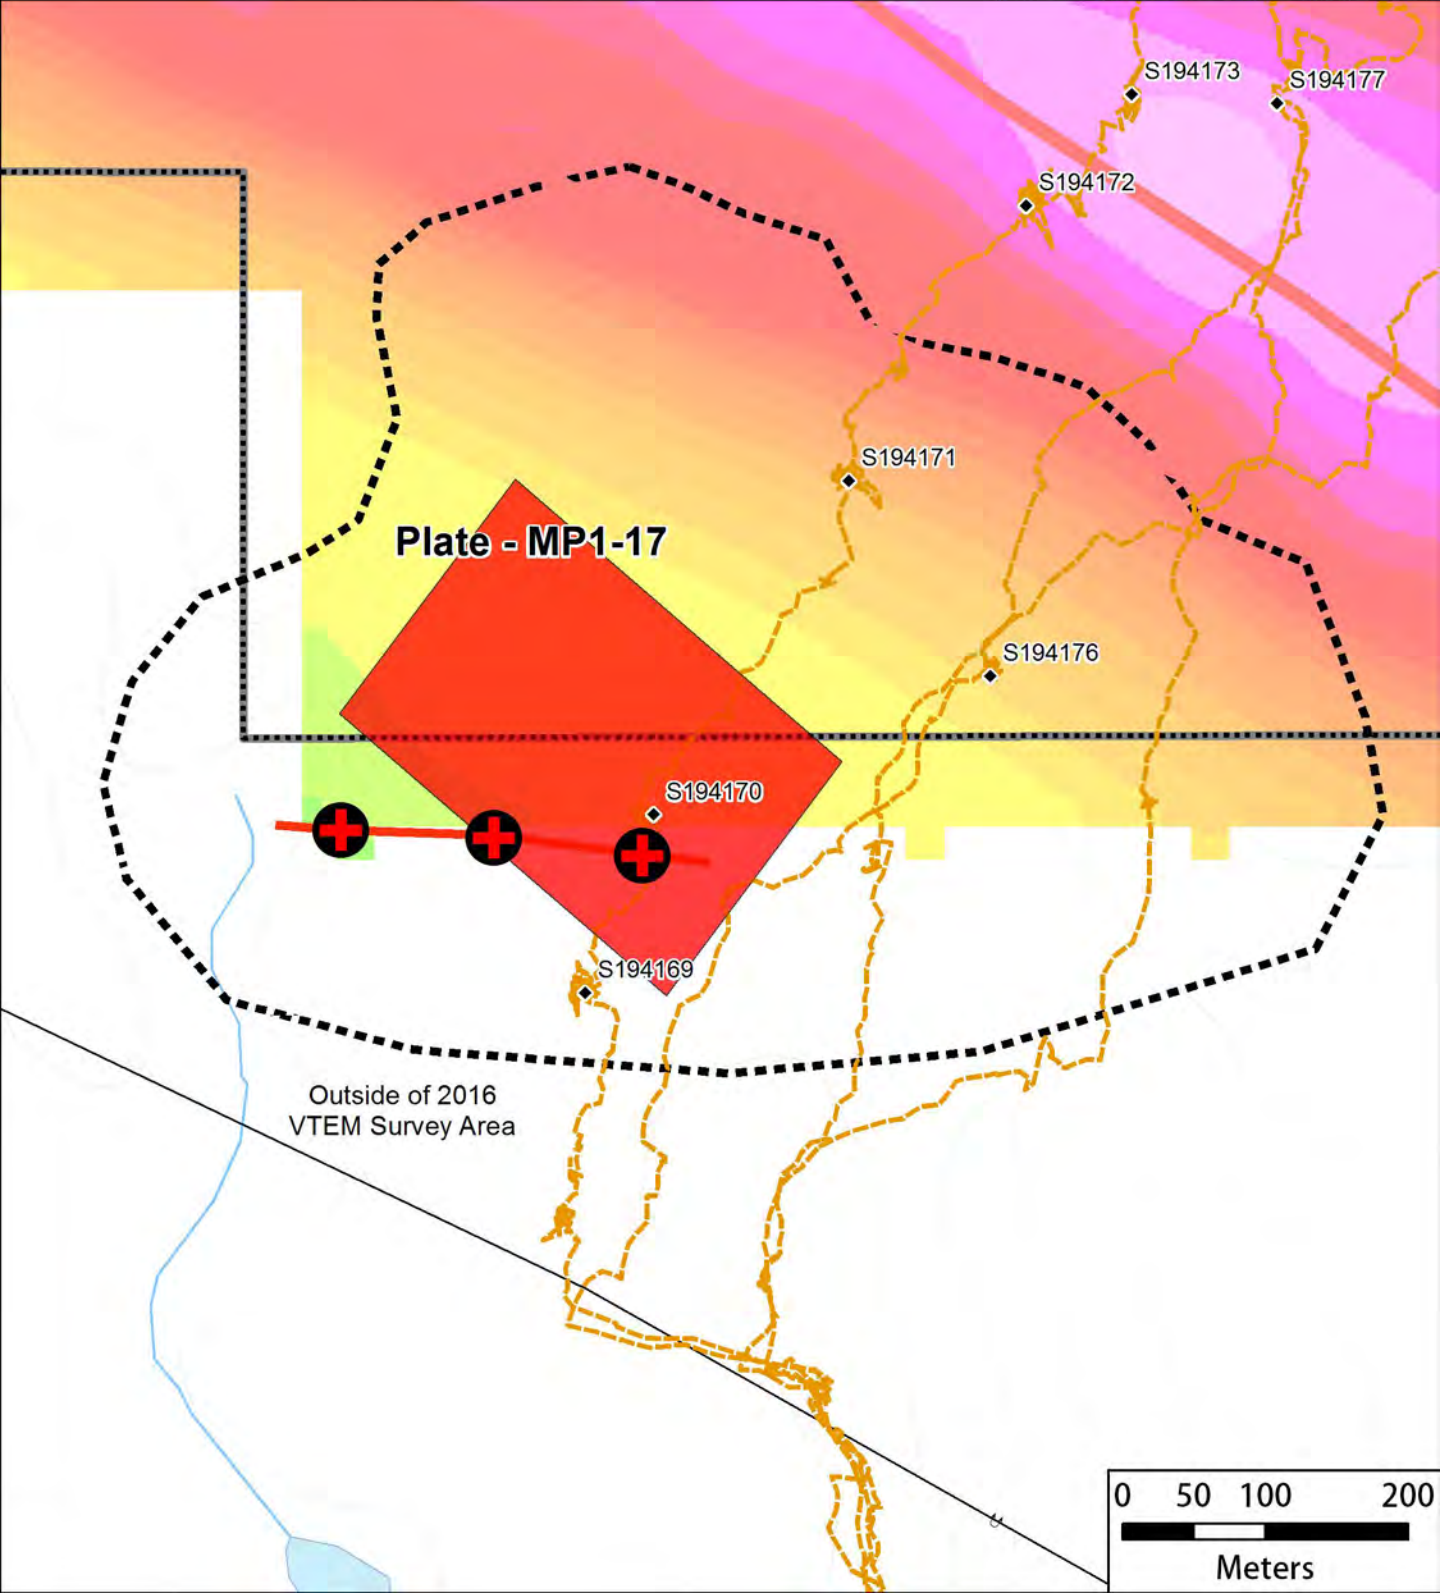 S194173
S194177
S194172
S194171
Plate - MP1-17
S194176
S194170
S194169
Outside of 2016
VTEM Survey Area
0 50 100 200
Meters